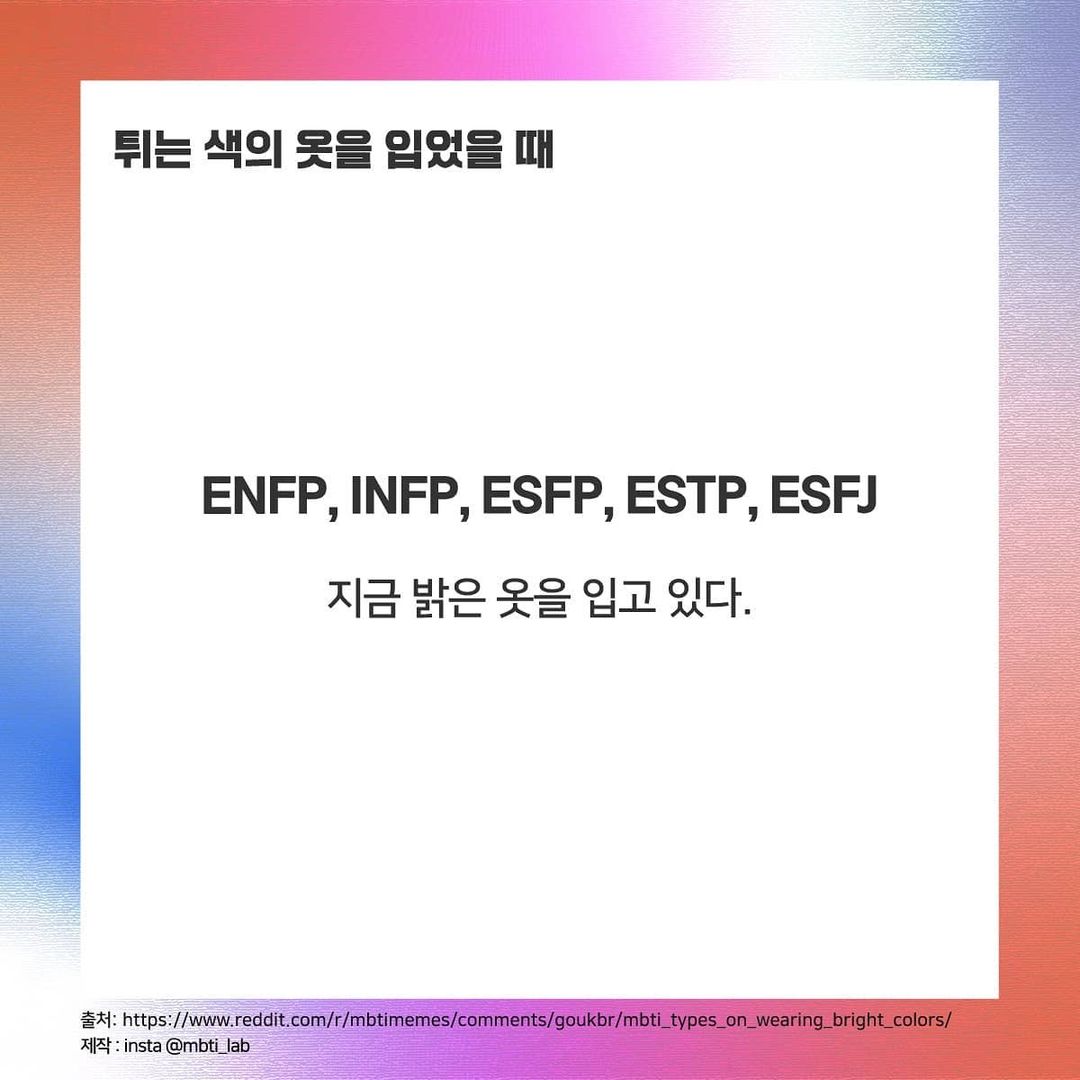 튀는 색의 옷을 입었을 때
ENFP, INFP, ESFP, ESTP, ESFJ
지금 밝은 옷을 입고 있다.
출처: https://www.reddit.com/r/mbtimemes/comments/goukbr/mbti_types_on_wearing_bright_colors/
제작 : insta @mbti_lab